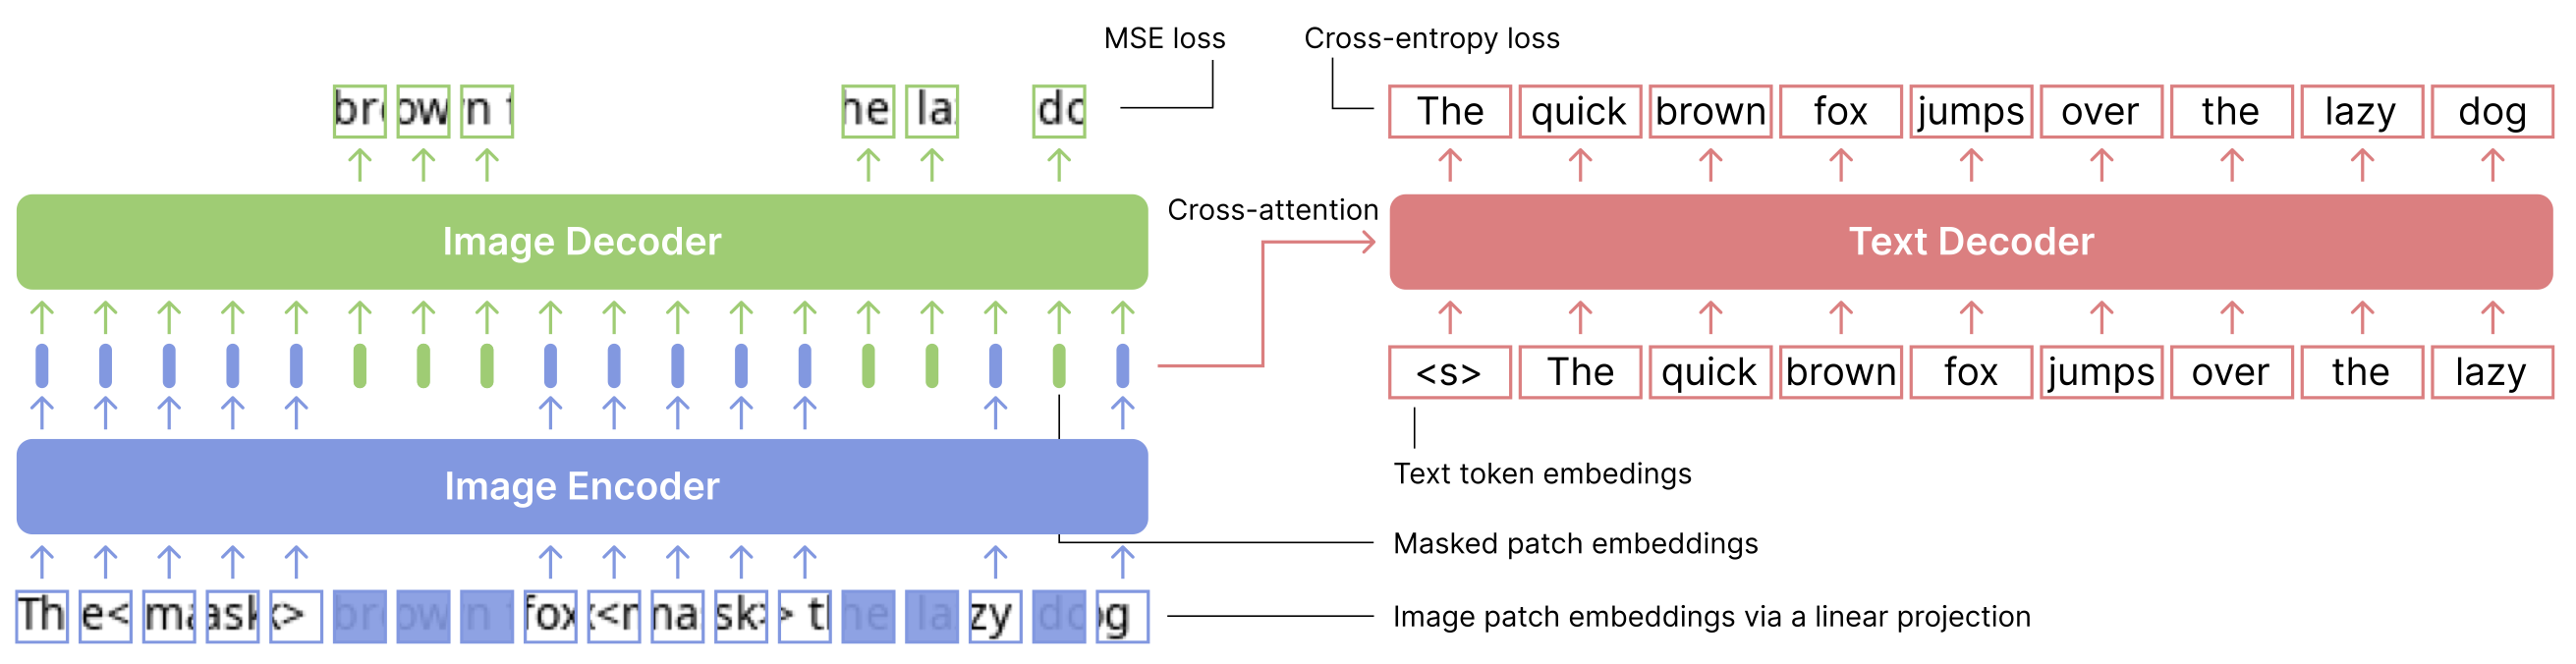 MSE loss
Cross-entropy loss
br ow n f he la do
The quick brown fox jumps over the lazy dog
Cross-attention
Image Decoder
Text Decoder
<s> The quick brown fox jumps over the lazy
Text token embedings
Image Encoder
Masked patch embeddings
Th e< ma ask k> br ow n f fox <r ma sk> > th he la zy do og
Image patch embeddings via a linear projection